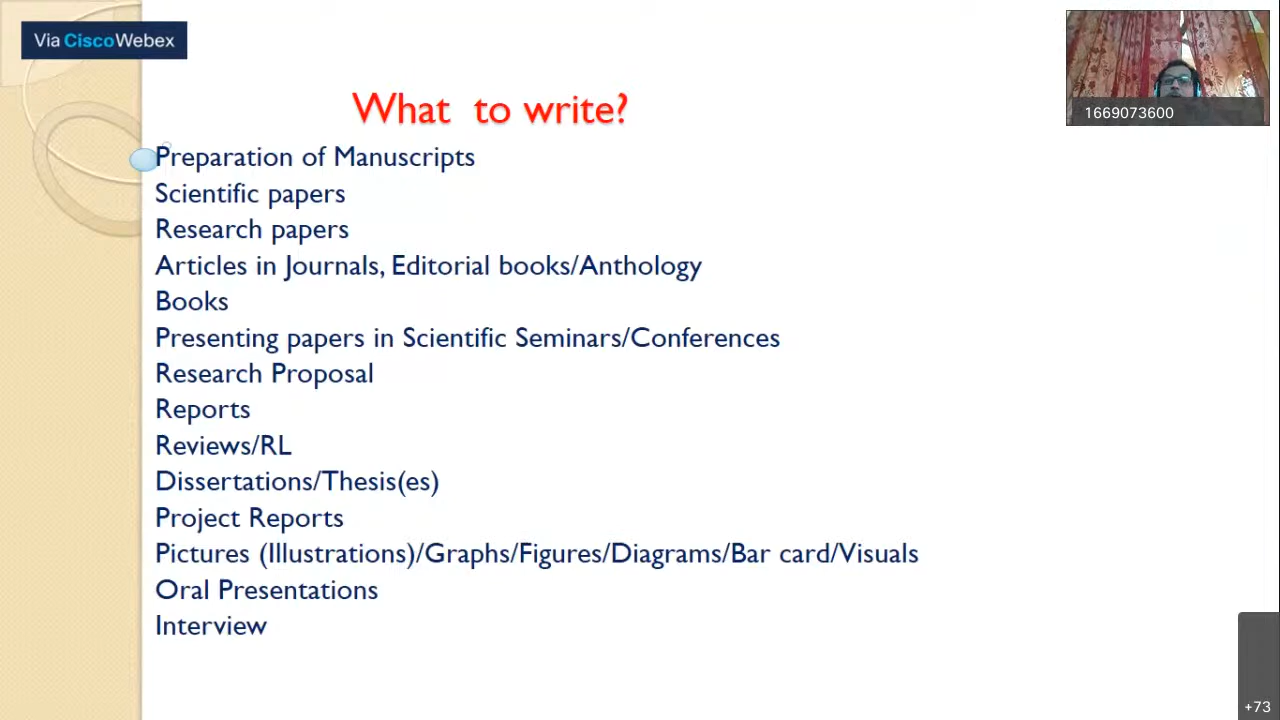 Via CiscoWebex
1669073600
What to write?
Preparation of Manuscripts
Scientific papers
Research papers
Articles in Journals, Editorial books/Anthology
Books
Presenting papers in Scientific Seminars/Conferences
Research Proposal
Reports
Reviews/RL
Dissertations/Thesis(es)
Project Reports
Pictures (Illustrations)/Graphs/Figures/Diagrams/Bar card/Visuals
Oral Presentations
Interview
+73